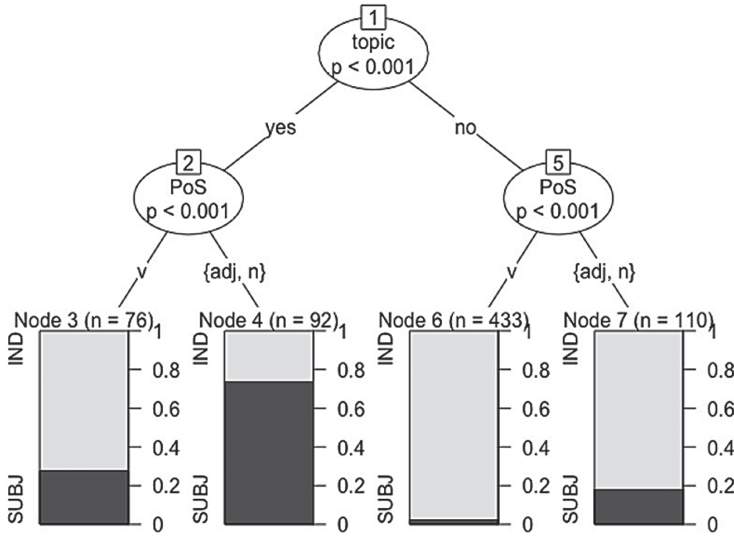 1
topic
p < 0.001
yes
no
2
PoS
p < 0.001
5
PoS
p < 0.001
v
{adj, n}
v
{adj, n}
Node 3 (n = 76)
Node 4 (n = 92)
Node 6 (n = 433)
Node 7 (n = 110)
IND
SUBJ
1
0.8
0.6
0.4
0.2
0
IND
SUBJ
1
0.8
0.6
0.4
0.2
0
IND
SUBJ
1
0.8
0.6
0.4
0.2
0
IND
SUBJ
1
0.8
0.6
0.4
0.2
0